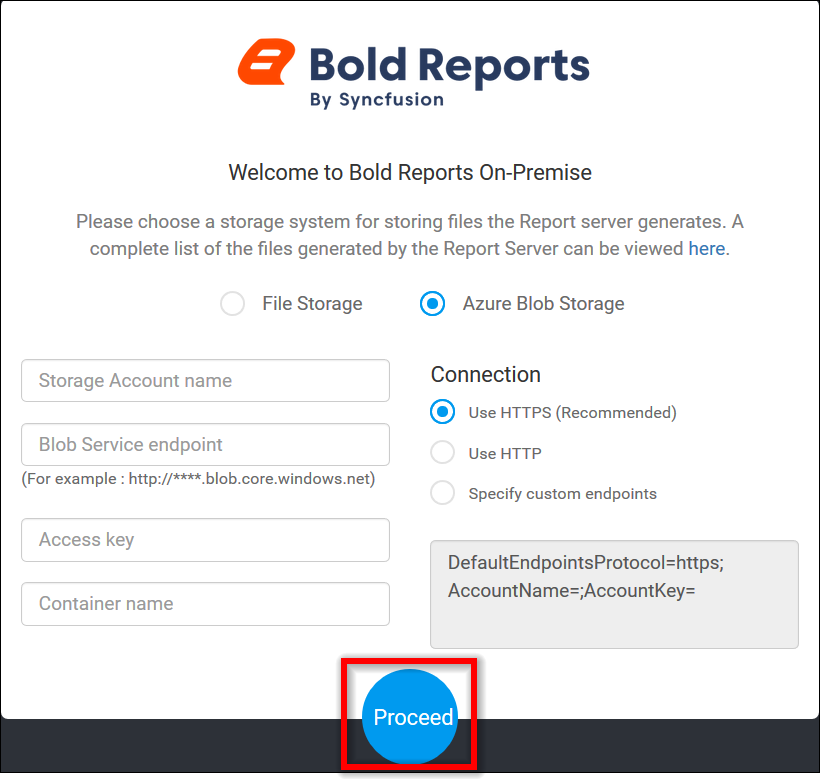 Bold Reports
By Syncfusion
Welcome to Bold Reports On-Premise
Please choose a storage system for storing files the Report server generates. A
complete list of the files generated by the Report Server can be viewed here.
File Storage
Azure Blob Storage
Storage Account name
Blob Service endpoint
(For example : http://****.blob.core.windows.net)
Access key
Container name
Connection
Use HTTPS (Recommended)
Use HTTP
Specify custom endpoints
DefaultEndpointsProtocol=https;
AccountName=;AccountKey=
Proceed